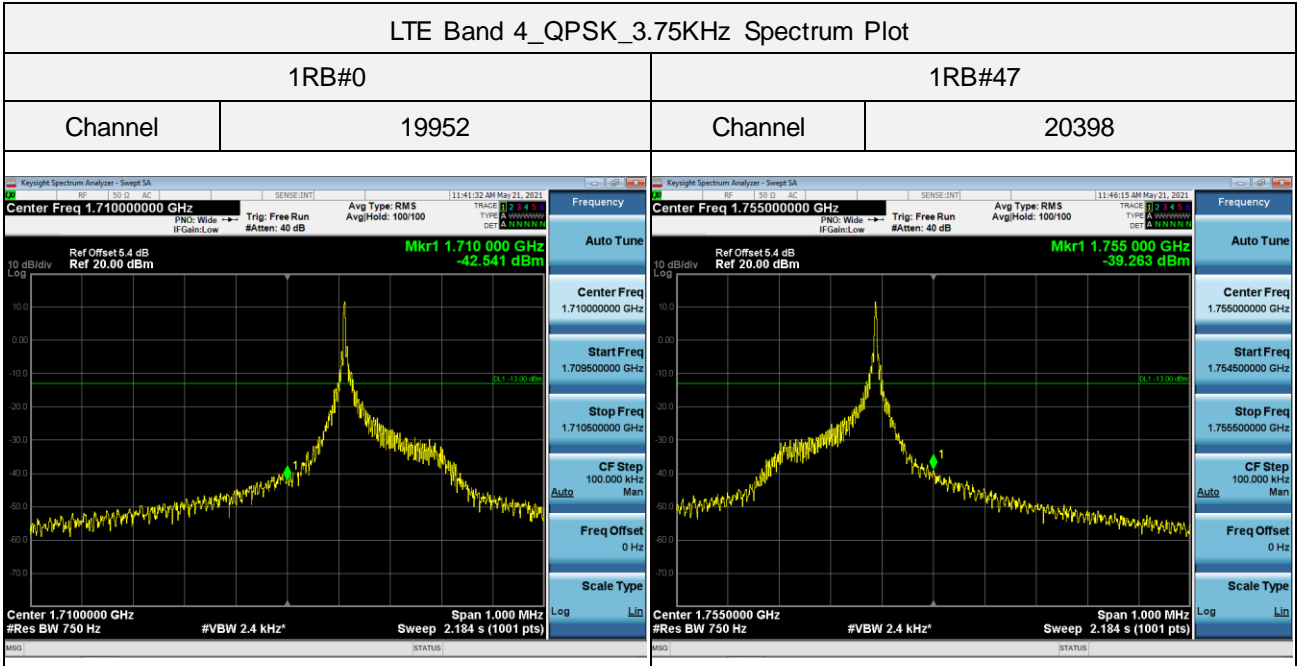 LTE Band 4_QPSK_3.75KHz Spectrum Plot
1RB#0
1RB#47
Channel
19952
Channel
20398
Keysight Spectrum Analyzer - Swept SA
RF 50 Ω AC SENSE:INT 11:41:32 AM May 21, 2021
Center Freq 1.710000000 GHz
PNO: Wide
IFGain:Low
Trig: Free Run
#Atten: 40 dB
Avg Type: RMS
Avg|Hold: 100/100
TRACE 1 2 3 4 5 6
TYPE A WWWWW
DET A N N N N N
Mkr1 1.710 000 GHz
-42.541 dBm
Ref Offset 5.4 dB
10 dB/div Ref 20.00 dBm
Log
10.0
0.00
-10.0
DL1 -13.00 dBm
-20.0
-30.0
-40.0
1
-50.0
-60.0
-70.0
Center 1.7100000 GHz
Span 1.000 MHz
#Res BW 750 Hz
#VBW 2.4 kHz*
Sweep 2.184 s (1001 pts)
MSG
STATUS
Frequency
Auto Tune
Center Freq
1.710000000 GHz
Start Freq
1.709500000 GHz
Stop Freq
1.710500000 GHz
CF Step
100.000 kHz
Auto Man
Freq Offset
0 Hz
Scale Type
Log Lin
Keysight Spectrum Analyzer - Swept SA
RF 50 Ω AC SENSE:INT 11:46:15 AM May 21, 2021
Center Freq 1.755000000 GHz
PNO: Wide
IFGain:Low
Trig: Free Run
#Atten: 40 dB
Avg Type: RMS
Avg|Hold: 100/100
TRACE 1 2 3 4 5 6
TYPE A WWWWW
DET A N N N N N
Mkr1 1.755 000 GHz
-39.263 dBm
Ref Offset 5.4 dB
10 dB/div Ref 20.00 dBm
Log
10.0
0.00
-10.0
DL1 -13.00 dBm
-20.0
-30.0
-40.0
1
-50.0
-60.0
-70.0
Center 1.7550000 GHz
Span 1.000 MHz
#Res BW 750 Hz
#VBW 2.4 kHz*
Sweep 2.184 s (1001 pts)
MSG
STATUS
Frequency
Auto Tune
Center Freq
1.755000000 GHz
Start Freq
1.754500000 GHz
Stop Freq
1.755500000 GHz
CF Step
100.000 kHz
Auto Man
Freq Offset
0 Hz
Scale Type
Log Lin